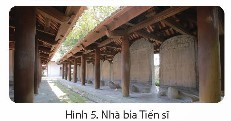 Hình 5. Nhà bia Tiến sĩ